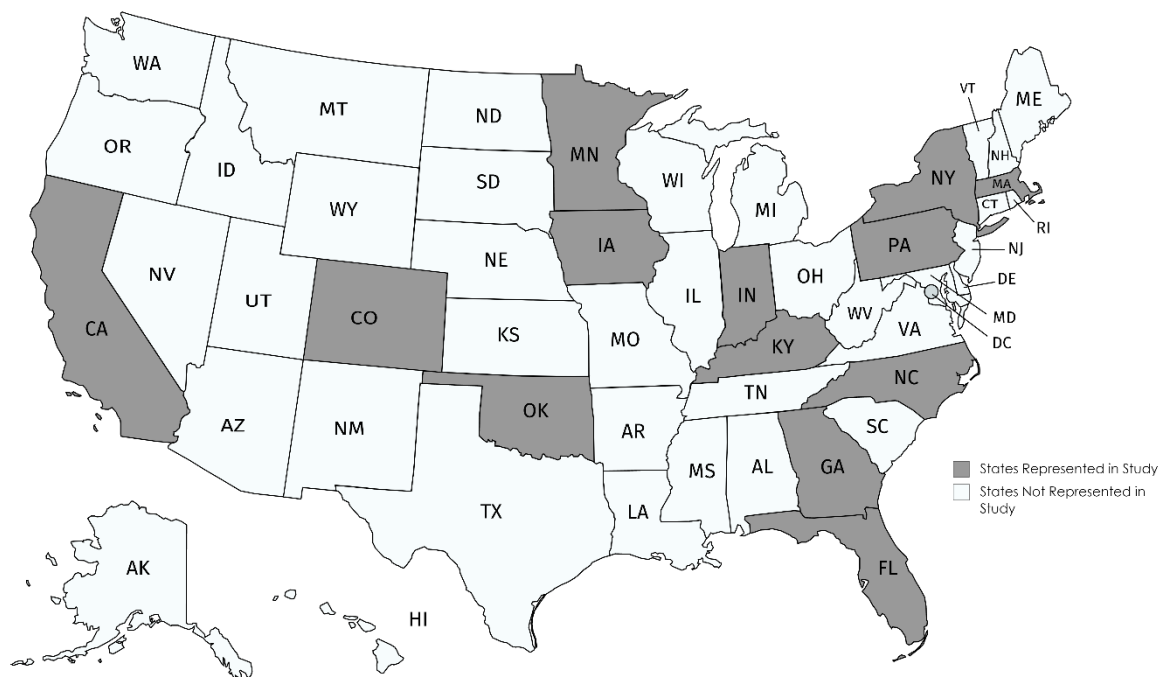 WA
MT
ND
MN
VT
ME
OR
ID
SD
WI
NH
NY
MA
WY
MI
CT
RI
IA
PA
NJ
NE
NV
OH
DE
UT
IL
IN
CO
WV
MD
CA
KS
MO
VA
DC
KY
NC
TN
OK
AZ
NM
AR
SC
MS
AL
GA
States Represented in Study
States Not Represented in
Study
TX
LA
AK
FL
HI